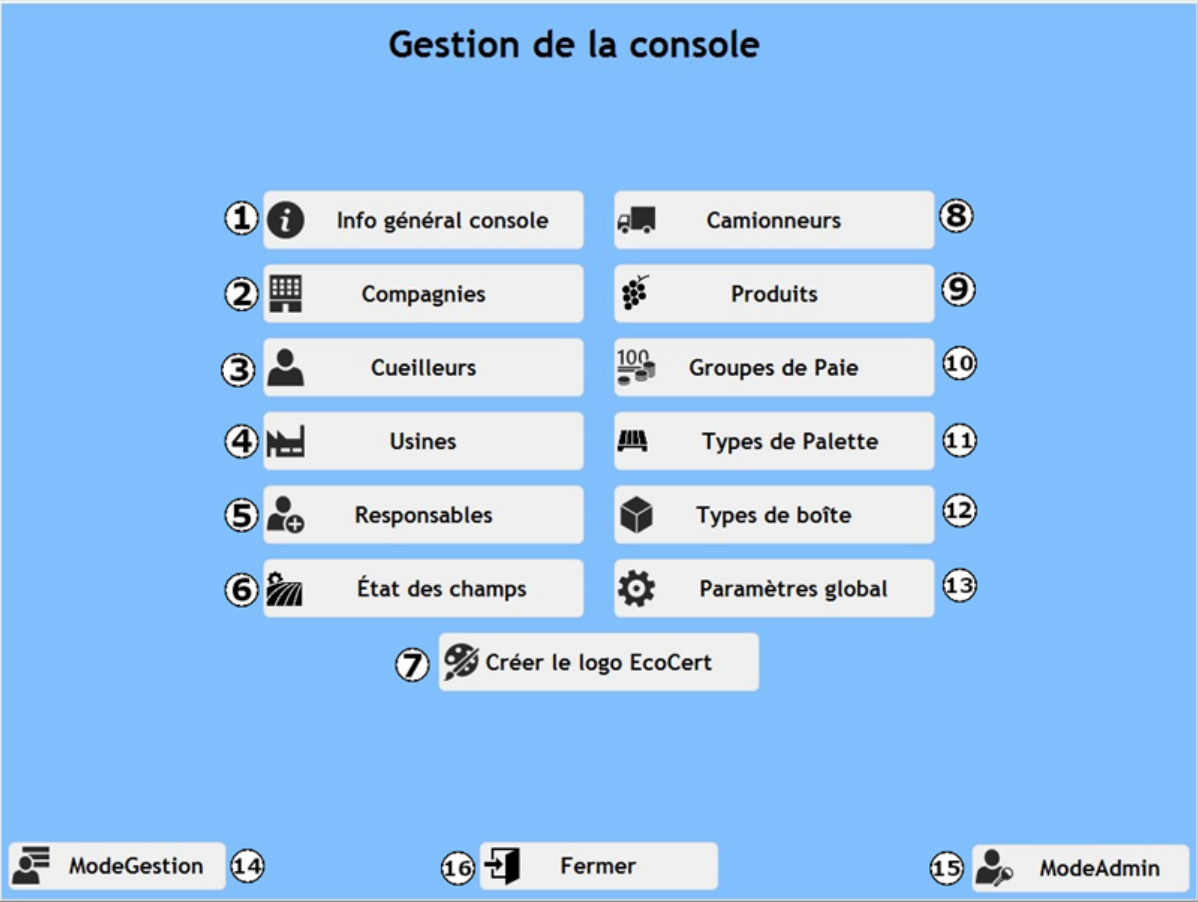 Gestion de la console
1 Info général console
8 Camionneurs
2 Compagnies
9 Produits
3 Cueilleurs
100 Groupes de Paie 10
4 Usines
Types de Palette 11
5 Responsables
Types de boîte 12
6 État des champs
Paramètres global 13
7 Créer le logo EcoCert
ModeGestion 14
16 Fermer
15 ModeAdmin